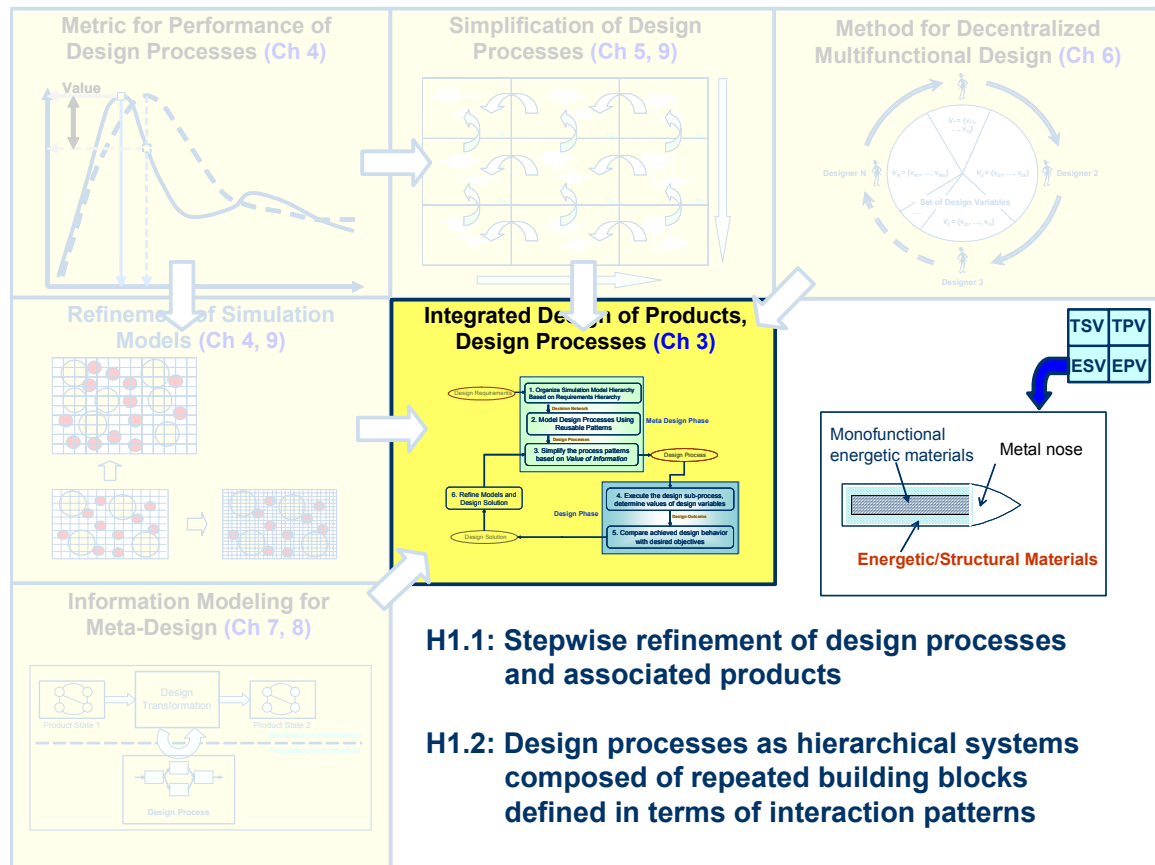 Metric for Performance of
Design Processes (Ch 4)
Value
Simplification of Design
Processes (Ch 5, 9)
Method for Decentralized
Multifunctional Design (Ch 6)
Designer N
Designer 2
Set of Design Variables
Designer 3
Refinement of Simulation
Models (Ch 4, 9)
Integrated Design of Products,
Design Processes (Ch 3)
Design Requirements
1. Organize Simulation Model Hierarchy
Based on Requirements Hierarchy
Decision Network
2. Model Design Processes Using
Reusable Patterns
Meta Design Phase
Design Processes
3. Simplify the process patterns
based on Value of Information
Design Process
6. Refine Models and
Design Solution
4. Execute the design sub-process,
determine values of design variables
Design Phase
Design Outcome
5. Compare achieved design behavior
with desired objectives
Design Solution
TSV TPV
ESV EPV
Monofunctional
energetic materials
Metal nose
Energetic/Structural Materials
Information Modeling for
Meta-Design (Ch 7, 8)
Design
Transformation
Product State 1
Product State 2
Design Process
H1.1: Stepwise refinement of design processes
and associated products
H1.2: Design processes as hierarchical systems
composed of repeated building blocks
defined in terms of interaction patterns